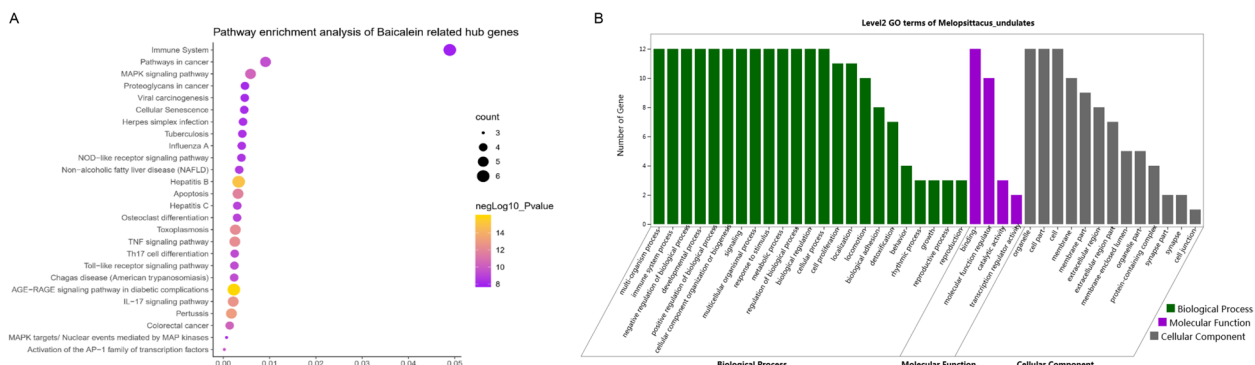 A
Pathway enrichment analysis of Baicalein related hub genes
Immune System
Pathways in cancer
MAPK signaling pathway
Proteoglycans in cancer
Viral carcinogenesis
Cellular Senescence
Herpes simplex infection
Tuberculosis
Influenza A
NOD-like receptor signaling pathway
Non-alcoholic fatty liver disease (NAFLD)
Hepatitis B
Apoptosis
Hepatitis C
Osteoclast differentiation
Toxoplasmosis
TNF signaling pathway
Th17 cell differentiation
Toll-like receptor signaling pathway
Chagas disease (American trypanosomiasis)
AGE-RAGE signaling pathway in diabetic complications
IL-17 signaling pathway
Pertussis
Colorectal cancer
MAPK targets/ Nuclear events mediated by MAP kinases
Activation of the AP-1 family of transcription factors
0.00 0.01 0.02 0.03 0.04 0.05
count
3
4
5
6
negLog10_Pvalue
14
12
10
8
B
Level2 GO terms of Melopsittacus_undulates
Number of Gene
12
10
8
6
4
2
0
multi-organism process
immune system process
negative regulation of biological process
developmental process
positive regulation of biological process
cellular component organization or biogenesis
signaling
multicellular organismal process
response to stimulus
metabolic process
regulation of biological process
biological regulation
cellular process
cell proliferation
localization
locomotion
biological adhesion
detoxification
behavior
rhythmic process
growth
reproductive process
reproduction
binding
molecular function regulator
catalytic activity
transcription regulator activity
organelle
cell part
cell
membrane
membrane part
extracellular region
extracellular region part
membrane-enclosed lumen
organelle part
protein-containing complex
synapse part
synapse
cell junction
Biological Process
Molecular Function
Cellular Component
Biological Process
Molecular Function
Cellular Component